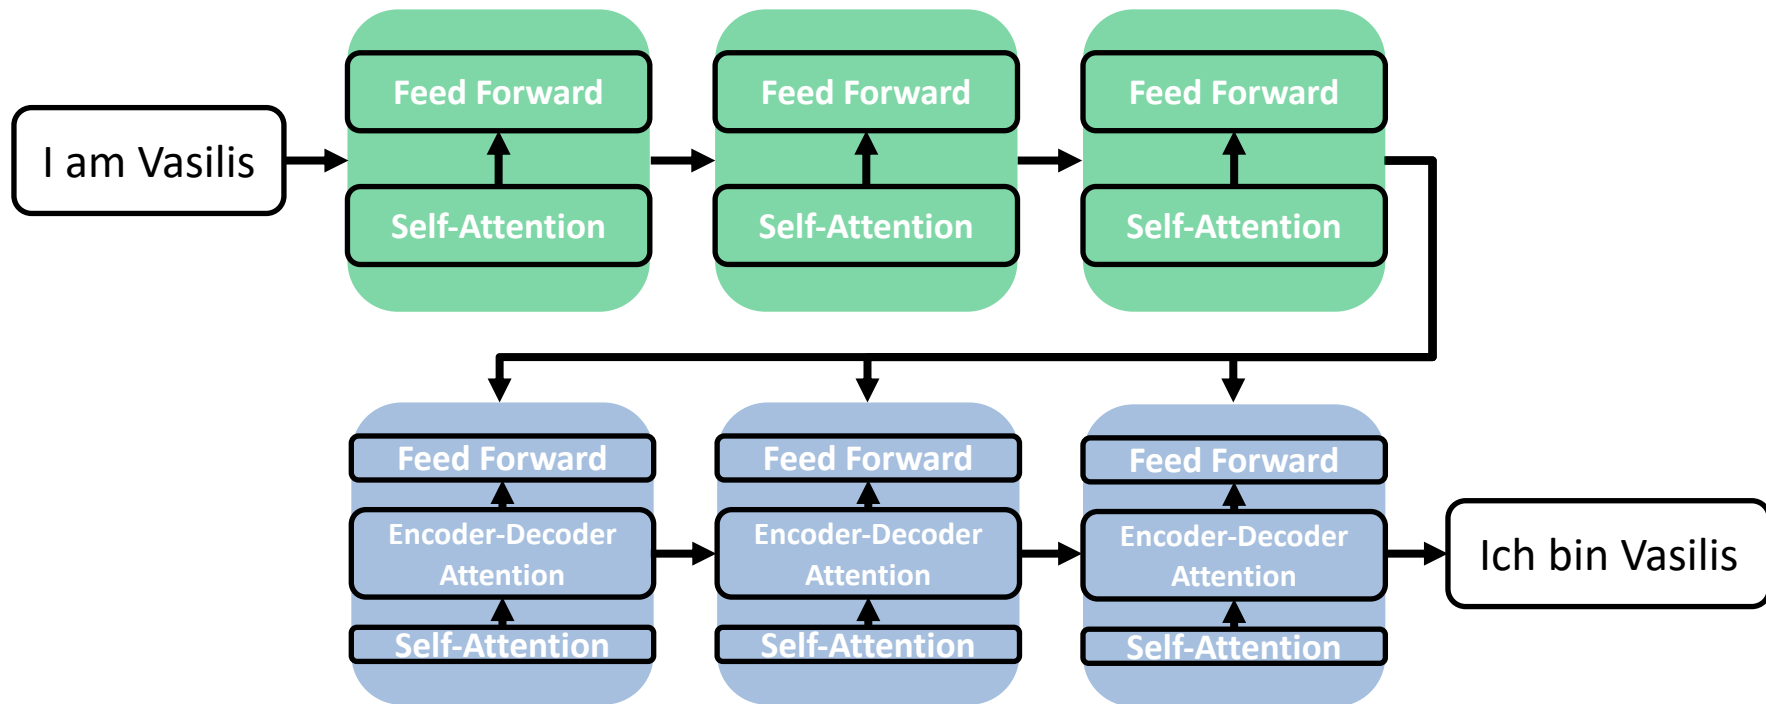 I am Vasilis
Feed Forward
Self-Attention
Feed Forward
Self-Attention
Feed Forward
Self-Attention
Feed Forward
Encoder-Decoder
Attention
Self-Attention
Feed Forward
Encoder-Decoder
Attention
Self-Attention
Feed Forward
Encoder-Decoder
Attention
Self-Attention
Ich bin Vasilis